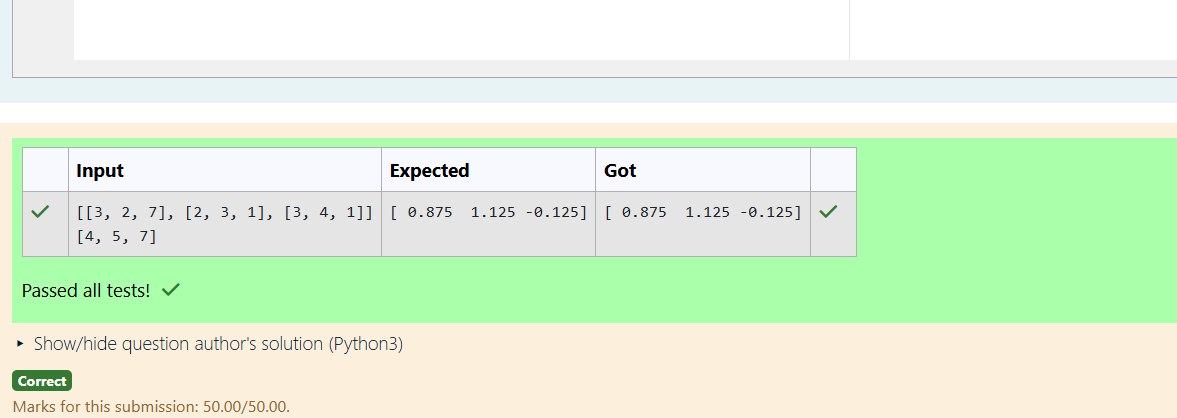 Input Expected Got
[[3, 2, 7], [2, 3, 1], [3, 4, 1]] [ 0.875  1.125 -0.125] [ 0.875  1.125 -0.125]
[4, 5, 7]
Passed all tests!
Show/hide question author's solution (Python3)
Correct
Marks for this submission: 50.00/50.00.